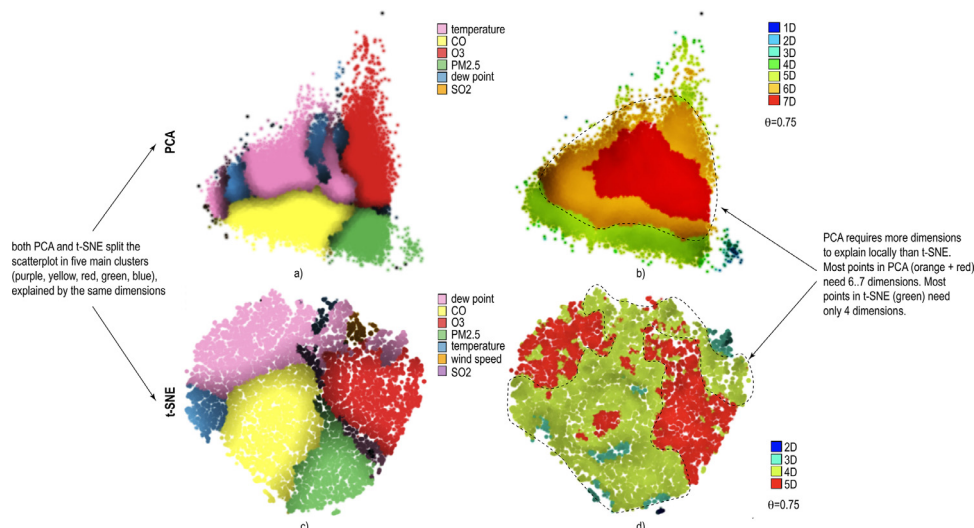 temperature
CO
O3
PM2.5
dew point
SO2
1D
2D
3D
4D
5D
6D
7D
θ=0.75
PCA
both PCA and t-SNE split the
scatterplot in five main clusters
(purple, yellow, red, green, blue),
explained by the same dimensions
PCA requires more dimensions
to explain locally than t-SNE.
Most points in PCA (orange + red)
need 6..7 dimensions. Most
points in t-SNE (green) need
only 4 dimensions.
a)
b)
dew point
CO
O3
PM2.5
temperature
wind speed
SO2
t-SNE
2D
3D
4D
5D
θ=0.75
c)
d)